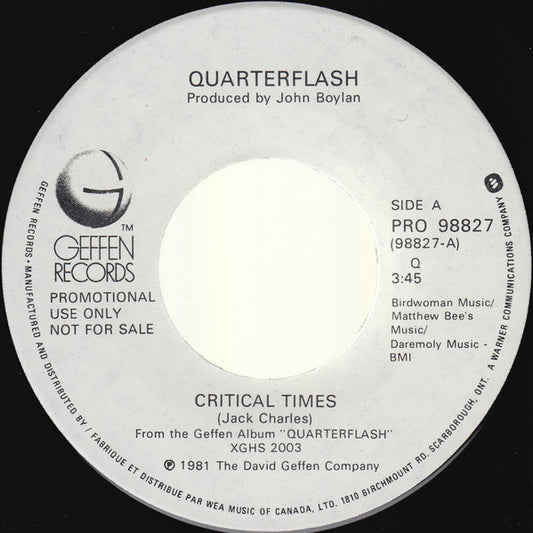 QUARTERFLASH
Produced by John Boylan
G
TM
GEFFEN
RECORDS
PROMOTIONAL
USE ONLY
NOT FOR SALE
SIDE A
PRO 98827
(98827-A)
Q
3:45
Birdwoman Music/
Matthew Bee's
Music/
Daremoly Music -
BMI
CRITICAL TIMES
(Jack Charles)
From the Geffen Album "QUARTERFLASH"
XGHS 2003
℗ 1981 The David Geffen Company
GEFFEN RECORDS • MANUFACTURED AND DISTRIBUTED BY / FABRIQUE ET DISTRIBUE PAR WEA MUSIC OF CANADA, LTD. 1810 BIRCHMOUNT RD. SCARBOROUGH, ONT. A WARNER COMMUNICATIONS COMPANY